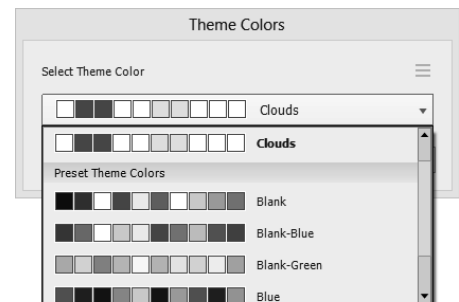 Theme Colors
Select Theme Color
Clouds
Clouds
Preset Theme Colors
Blank
Blank-Blue
Blank-Green
Blue